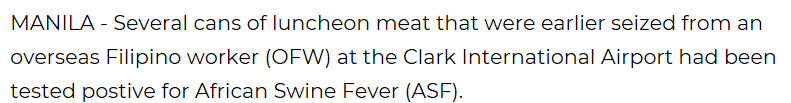 MANILA - Several cans of luncheon meat that were earlier seized from an
overseas Filipino worker (OFW) at the Clark International Airport had been
tested postive for African Swine Fever (ASF).